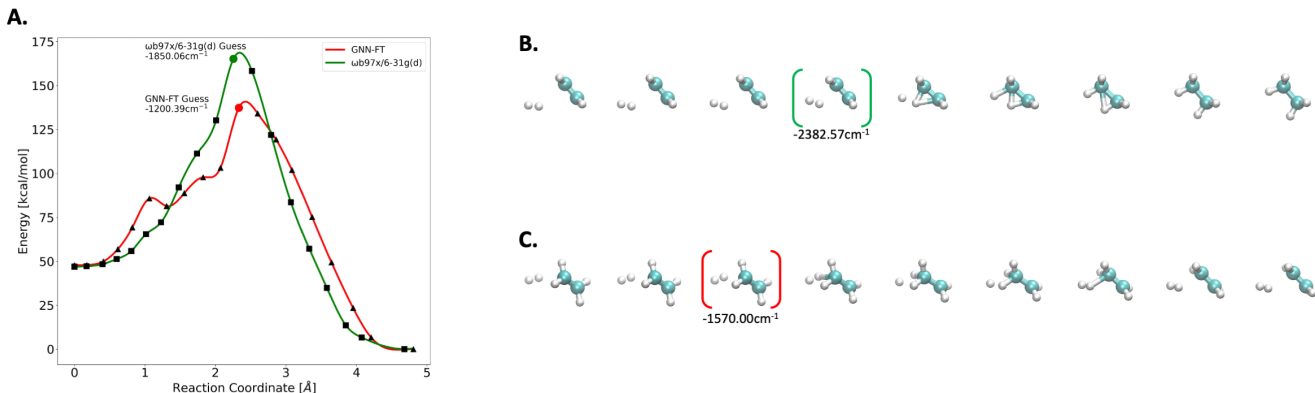 A.
ωb97x/6-31g(d) Guess
-1850.06cm⁻¹
GNN-FT Guess
-1200.39cm⁻¹
GNN-FT
ωb97x/6-31g(d)
Energy [kcal/mol]
175
150
125
100
75
50
25
0
0 1 2 3 4 5
Reaction Coordinate [Å]
B.
-2382.57cm⁻¹
C.
-1570.00cm⁻¹